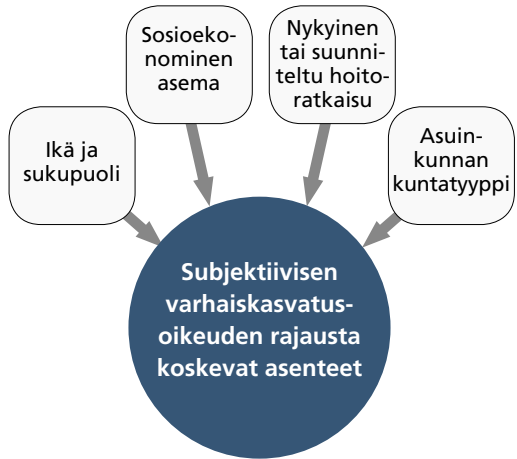 Sosioeko-
nominen
asema
Nykyinen
tai suunni-
teltu hoito-
ratkaisu
Ikä ja
sukupuoli
Asuin-
kunnan
kuntatyyppi
Subjektiivisen
varhaiskasvatus-
oikeuden rajausta
koskevat asenteet